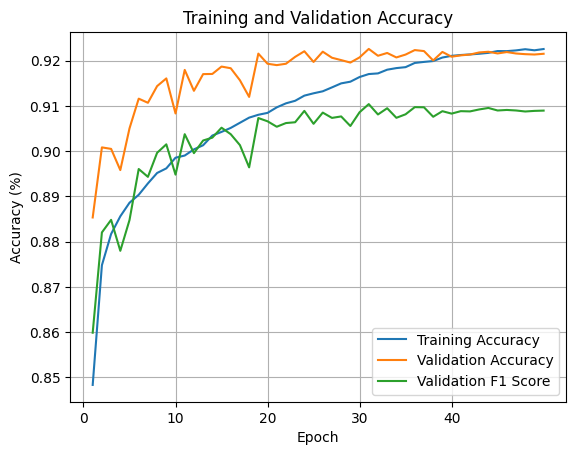 Training and Validation Accuracy
Accuracy (%)
0.92
0.91
0.90
0.89
0.88
0.87
0.86
0.85
0
10
20
30
40
Epoch
Training Accuracy
Validation Accuracy
Validation F1 Score